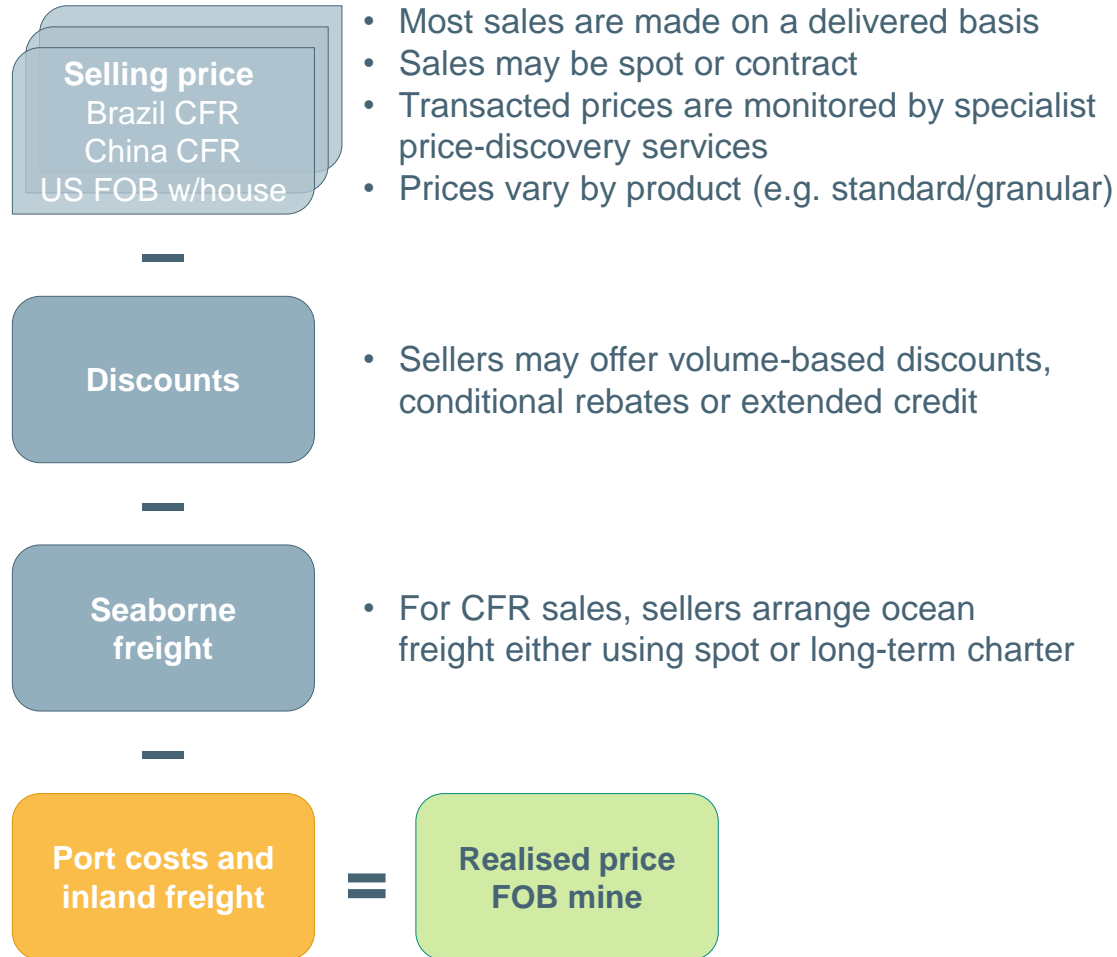 Selling price
Brazil CFR
China CFR
US FOB w/house
• Most sales are made on a delivered basis
• Sales may be spot or contract
• Transacted prices are monitored by specialist
price-discovery services
• Prices vary by product (e.g. standard/granular)
–
Discounts
• Sellers may offer volume-based discounts,
conditional rebates or extended credit
–
Seaborne
freight
• For CFR sales, sellers arrange ocean
freight either using spot or long-term charter
–
Port costs and
inland freight
=
Realised price
FOB mine